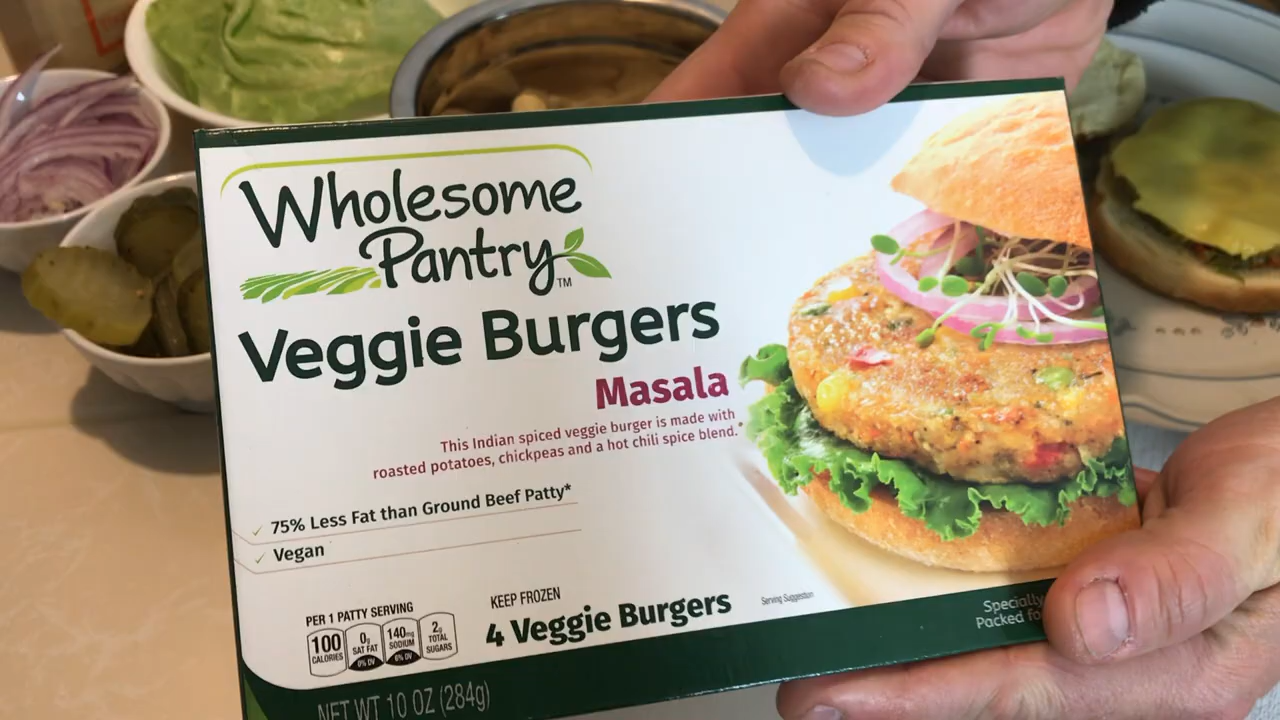 Wholesome
Pantry™
Veggie Burgers
Masala
This Indian spiced veggie burger is made with
roasted potatoes, chickpeas and a hot chili spice blend.*
✓ 75% Less Fat than Ground Beef Patty*
✓ Vegan
PER 1 PATTY SERVING
100 CALORIES
0g SAT FAT 0% DV
140mg SODIUM 6% DV
2g TOTAL SUGARS
KEEP FROZEN
4 Veggie Burgers
Serving Suggestion
Specially
Packed fo
NET WT 10 OZ (284g)